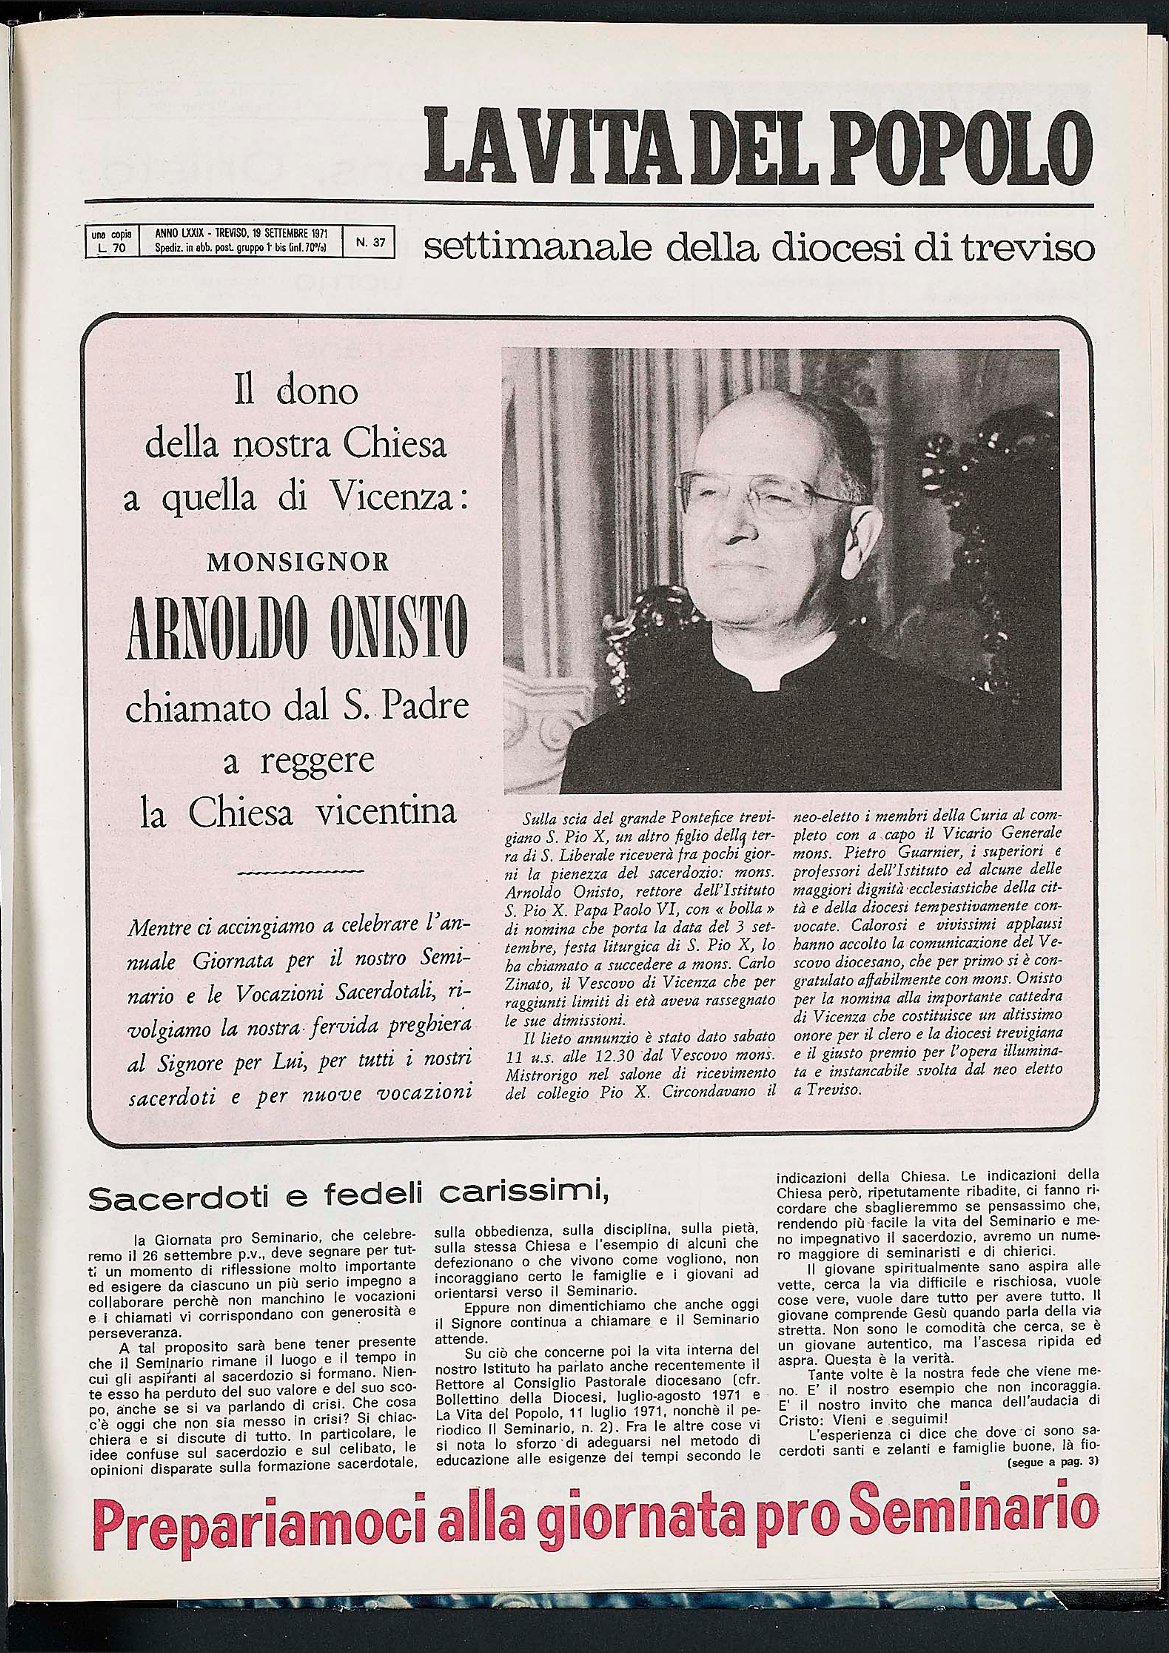 LA VITA DEL POPOLO
una copia
L. 70
ANNO LXXIX - TREVISO, 19 SETTEMBRE 1971
Spediz. in abb. post. gruppo 1° bis (inf. 70%)
N. 37
settimanale della diocesi di treviso
Il dono
della nostra Chiesa
a quella di Vicenza:
MONSIGNOR
ARNOLDO ONISTO
chiamato dal S. Padre
a reggere
la Chiesa vicentina
Mentre ci accingiamo a celebrare l'an-
nuale Giornata per il nostro Semi-
nario e le Vocazioni Sacerdotali, ri-
volgiamo la nostra fervida preghiera
al Signore per Lui, per tutti i nostri
sacerdoti e per nuove vocazioni
Sulla scia del grande Pontefice trevi-
giano S. Pio X, un altro figlio della ter-
ra di S. Liberale riceverà fra pochi gior-
ni la pienezza del sacerdozio: mons.
Arnoldo Onisto, rettore dell'Istituto
S. Pio X. Papa Paolo VI, con « bolla »
di nomina che porta la data del 3 set-
tembre, festa liturgica di S. Pio X, lo
ha chiamato a succedere a mons. Carlo
Zinato, il Vescovo di Vicenza che per
raggiunti limiti di età aveva rassegnato
le sue dimissioni.
Il lieto annunzio è stato dato sabato
11 u.s. alle 12.30 dal Vescovo mons.
Mistrorigo nel salone di ricevimento
del collegio Pio X. Circondavano il
neo-eletto i membri della Curia al com-
pleto con a capo il Vicario Generale
mons. Pietro Guarnier, i superiori e
professori dell'Istituto ed alcune delle
maggiori dignità ecclesiastiche della cit-
tà e della diocesi tempestivamente con-
vocate. Calorosi e vivissimi applausi
hanno accolto la comunicazione del Ve-
scovo diocesano, che per primo si è con-
gratulato affabilmente con mons. Onisto
per la nomina alla importante cattedra
di Vicenza che costituisce un altissimo
onore per il clero e la diocesi trevigiana
e il giusto premio per l'opera illumina-
ta e instancabile svolta dal neo eletto
a Treviso.
Sacerdoti e fedeli carissimi,
la Giornata pro Seminario, che celebre-
remo il 26 settembre p.v., deve segnare per tut-
ti un momento di riflessione molto importante
ed esigere da ciascuno un più serio impegno a
collaborare perchè non manchino le vocazioni
e i chiamati vi corrispondano con generosità e
perseveranza.
A tal proposito sarà bene tener presente
che il Seminario rimane il luogo e il tempo in
cui gli aspiranti al sacerdozio si formano. Nien-
te esso ha perduto del suo valore e del suo sco-
po, anche se si va parlando di crisi. Che cosa
c'è oggi che non sia messo in crisi? Si chiac-
chiera e si discute di tutto. In particolare, le
idee confuse sul sacerdozio e sul celibato, le
opinioni disparate sulla formazione sacerdotale,
sulla obbedienza, sulla disciplina, sulla pietà,
sulla stessa Chiesa e l'esempio di alcuni che
defezionano o che vivono come vogliono, non
incoraggiano certo le famiglie e i giovani ad
orientarsi verso il Seminario.
Eppure non dimentichiamo che anche oggi
il Signore continua a chiamare e il Seminario
attende.
Su ciò che concerne poi la vita interna del
nostro Istituto ha parlato anche recentemente il
Rettore al Consiglio Pastorale diocesano (cfr.
Bollettino della Diocesi, luglio-agosto 1971 e
La Vita del Popolo, 11 luglio 1971, nonchè il pe-
riodico Il Seminario, n. 2). Fra le altre cose vi
si nota lo sforzo di adeguarsi nel metodo di
educazione alle esigenze dei tempi secondo le
indicazioni della Chiesa. Le indicazioni della
Chiesa però, ripetutamente ribadite, ci fanno ri-
cordare che sbaglieremmo se pensassimo che,
rendendo più facile la vita del Seminario e me-
no impegnativo il sacerdozio, avremo un nume-
ro maggiore di seminaristi e di chierici.
Il giovane spiritualmente sano aspira alle
vette, cerca la via difficile e rischiosa, vuole
cose vere, vuole dare tutto per avere tutto. Il
giovane comprende Gesù quando parla della via
stretta. Non sono le comodità che cerca, se è
un giovane autentico, ma l'ascesa ripida ed
aspra. Questa è la verità.
Tante volte è la nostra fede che viene me-
no. E' il nostro esempio che non incoraggia.
E' il nostro invito che manca dell'audacia di
Cristo: Vieni e seguimi!
L'esperienza ci dice che dove ci sono sa-
cerdoti santi e zelanti e famiglie buone, là fio-
(segue a pag. 3)
Prepariamoci alla giornata pro Seminario